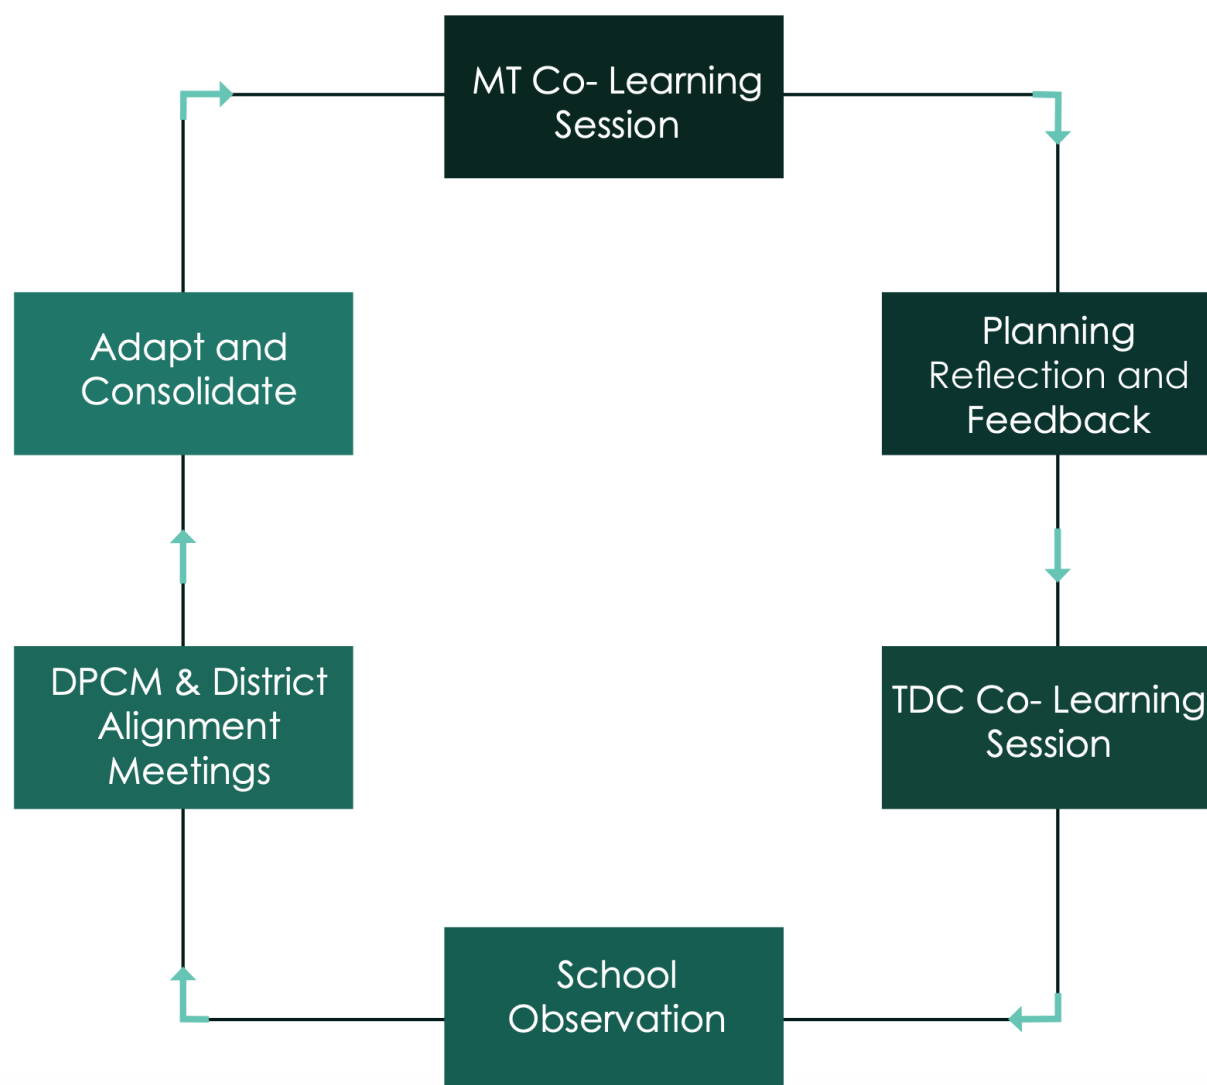 MT Co- Learning
Session
Planning
Reflection and
Feedback
TDC Co- Learning
Session
School
Observation
DPCM & District
Alignment
Meetings
Adapt and
Consolidate